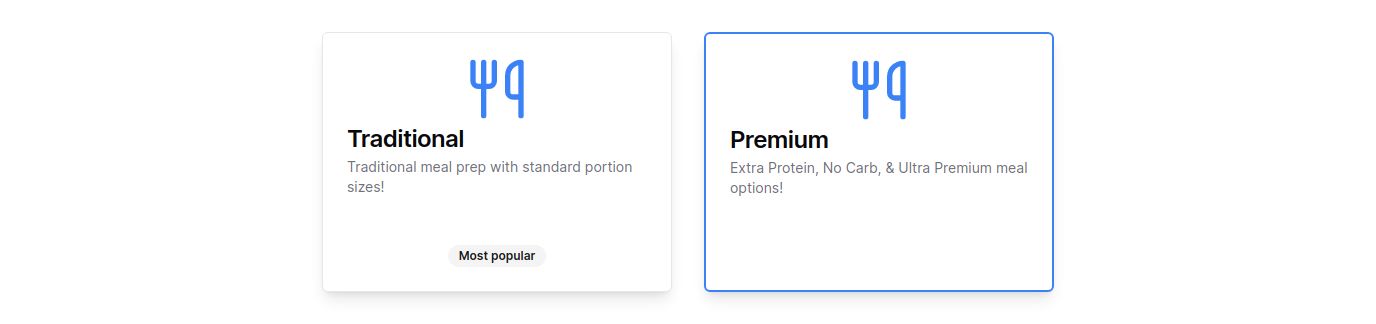 Traditional
Traditional meal prep with standard portion
sizes!
Most popular
Premium
Extra Protein, No Carb, & Ultra Premium meal
options!